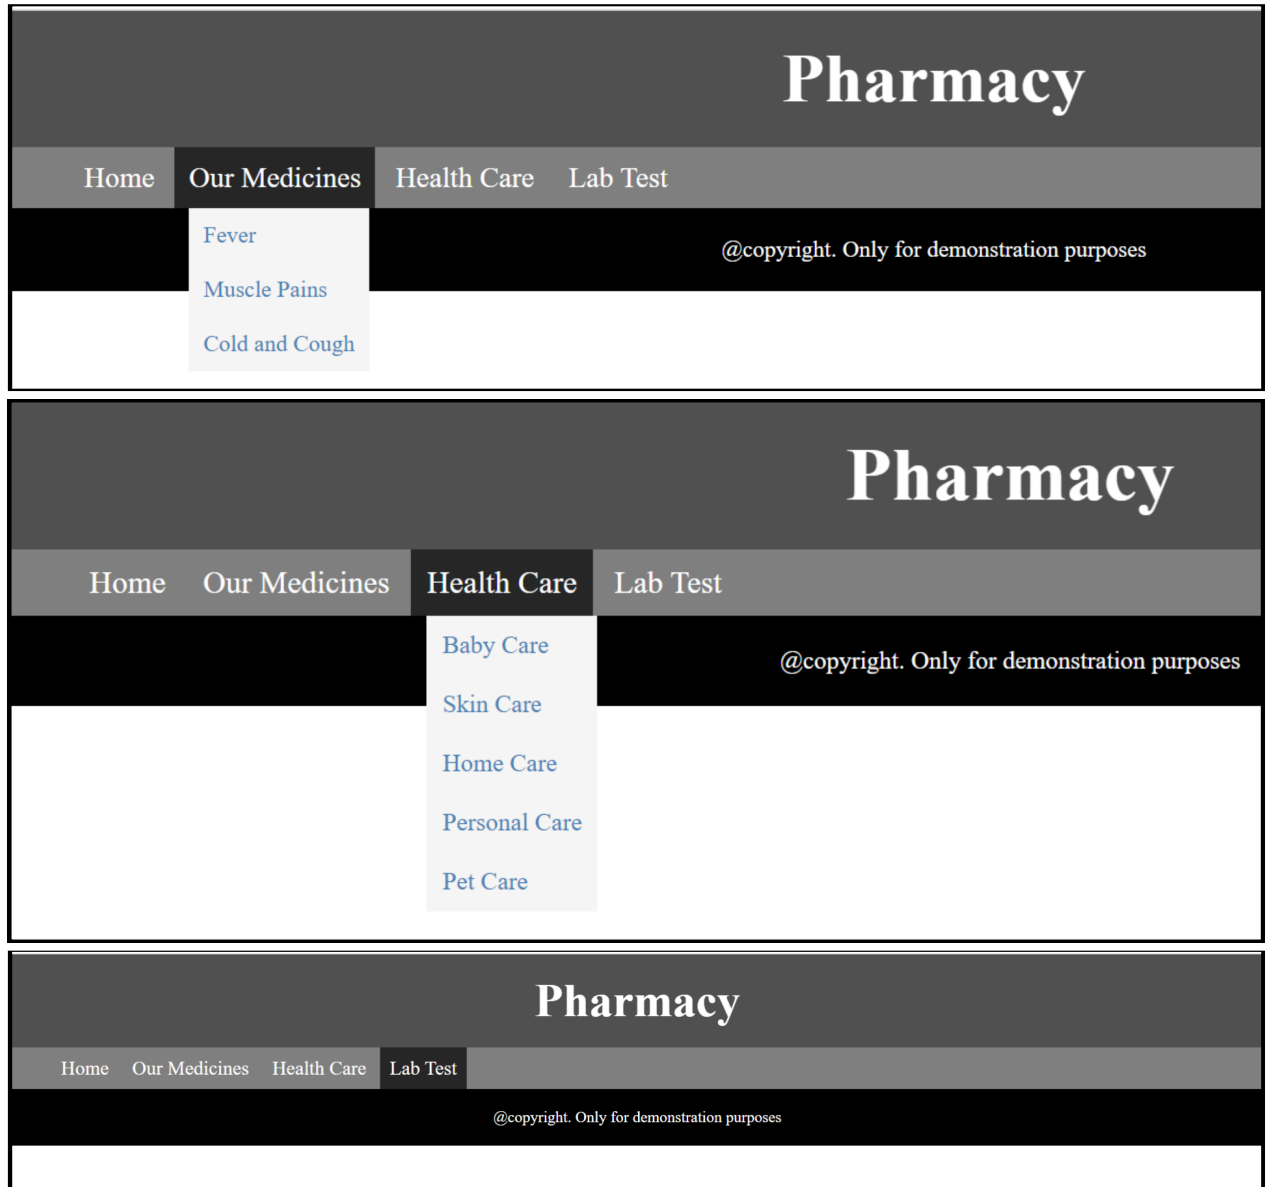 Pharmacy
Home Our Medicines Health Care Lab Test
Fever
@copyright. Only for demonstration purposes
Muscle Pains
Cold and Cough
Pharmacy
Home Our Medicines Health Care Lab Test
Baby Care
@copyright. Only for demonstration purposes
Skin Care
Home Care
Personal Care
Pet Care
Pharmacy
Home Our Medicines Health Care Lab Test
@copyright. Only for demonstration purposes